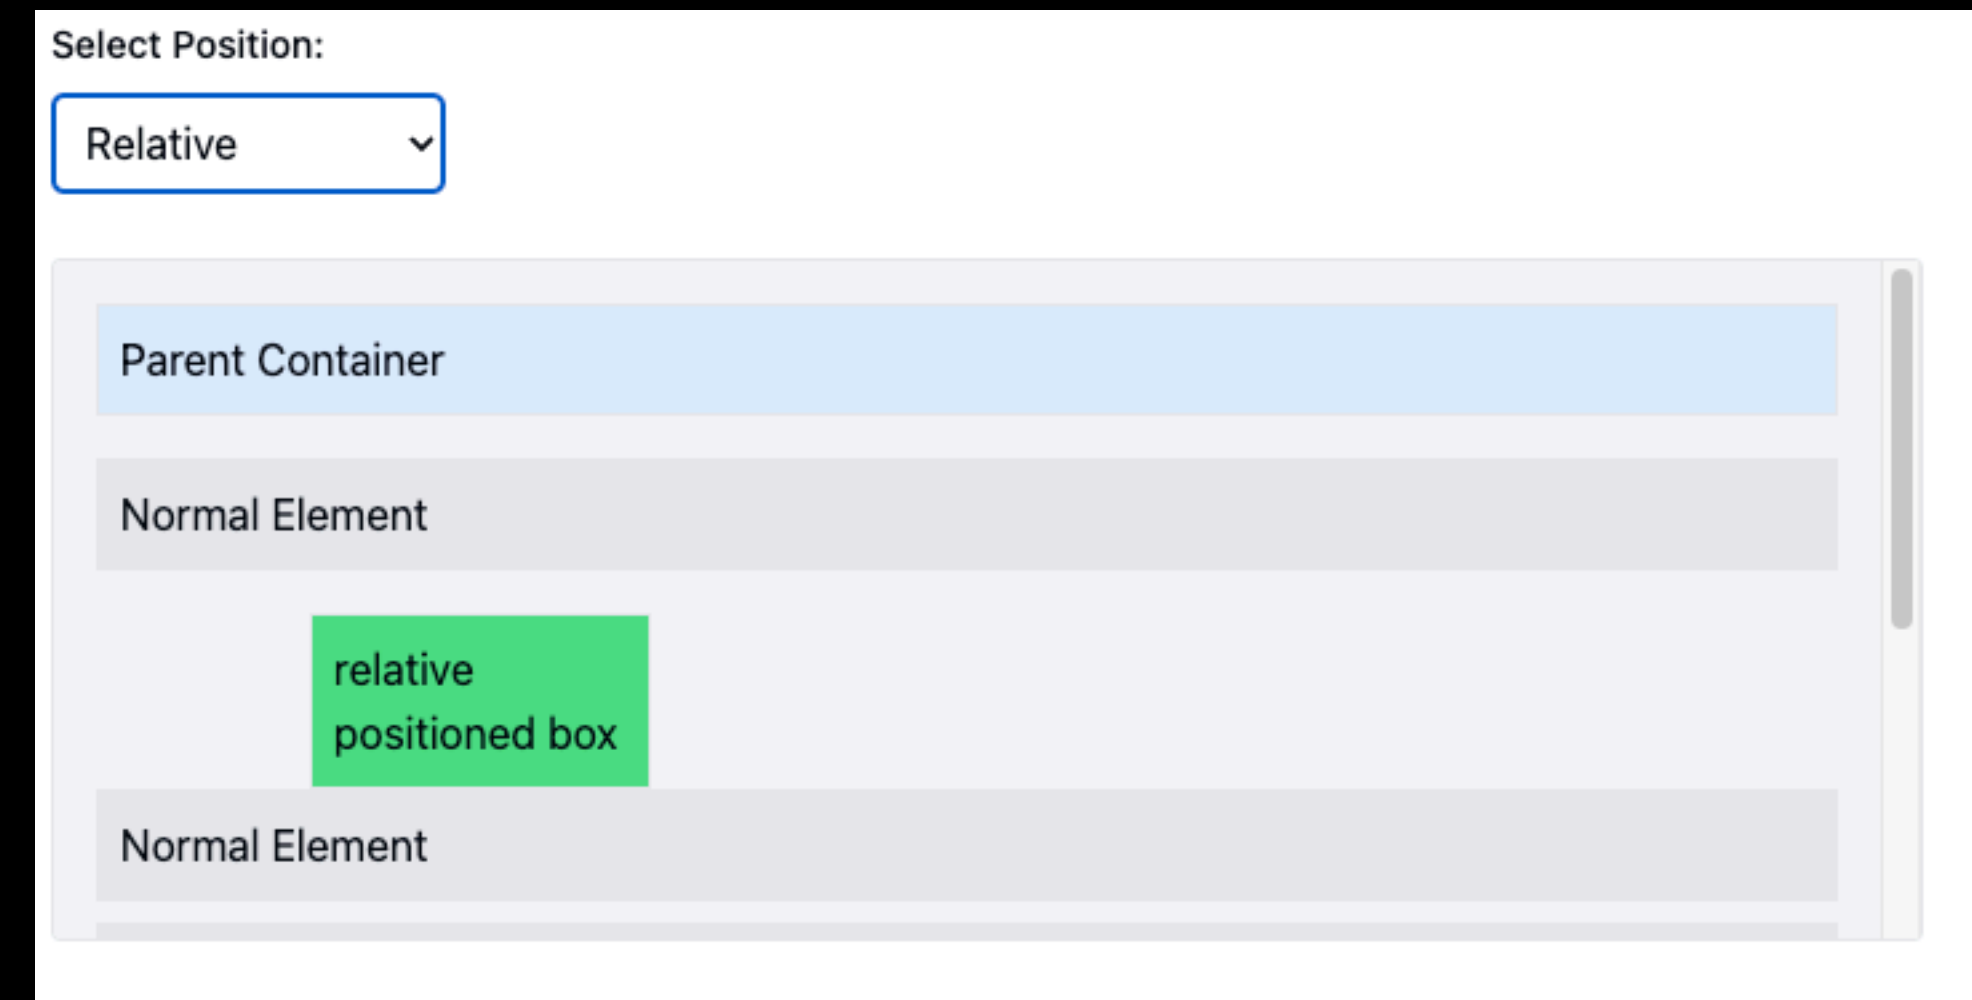 Select Position:
Relative
Parent Container
Normal Element
relative
positioned box
Normal Element